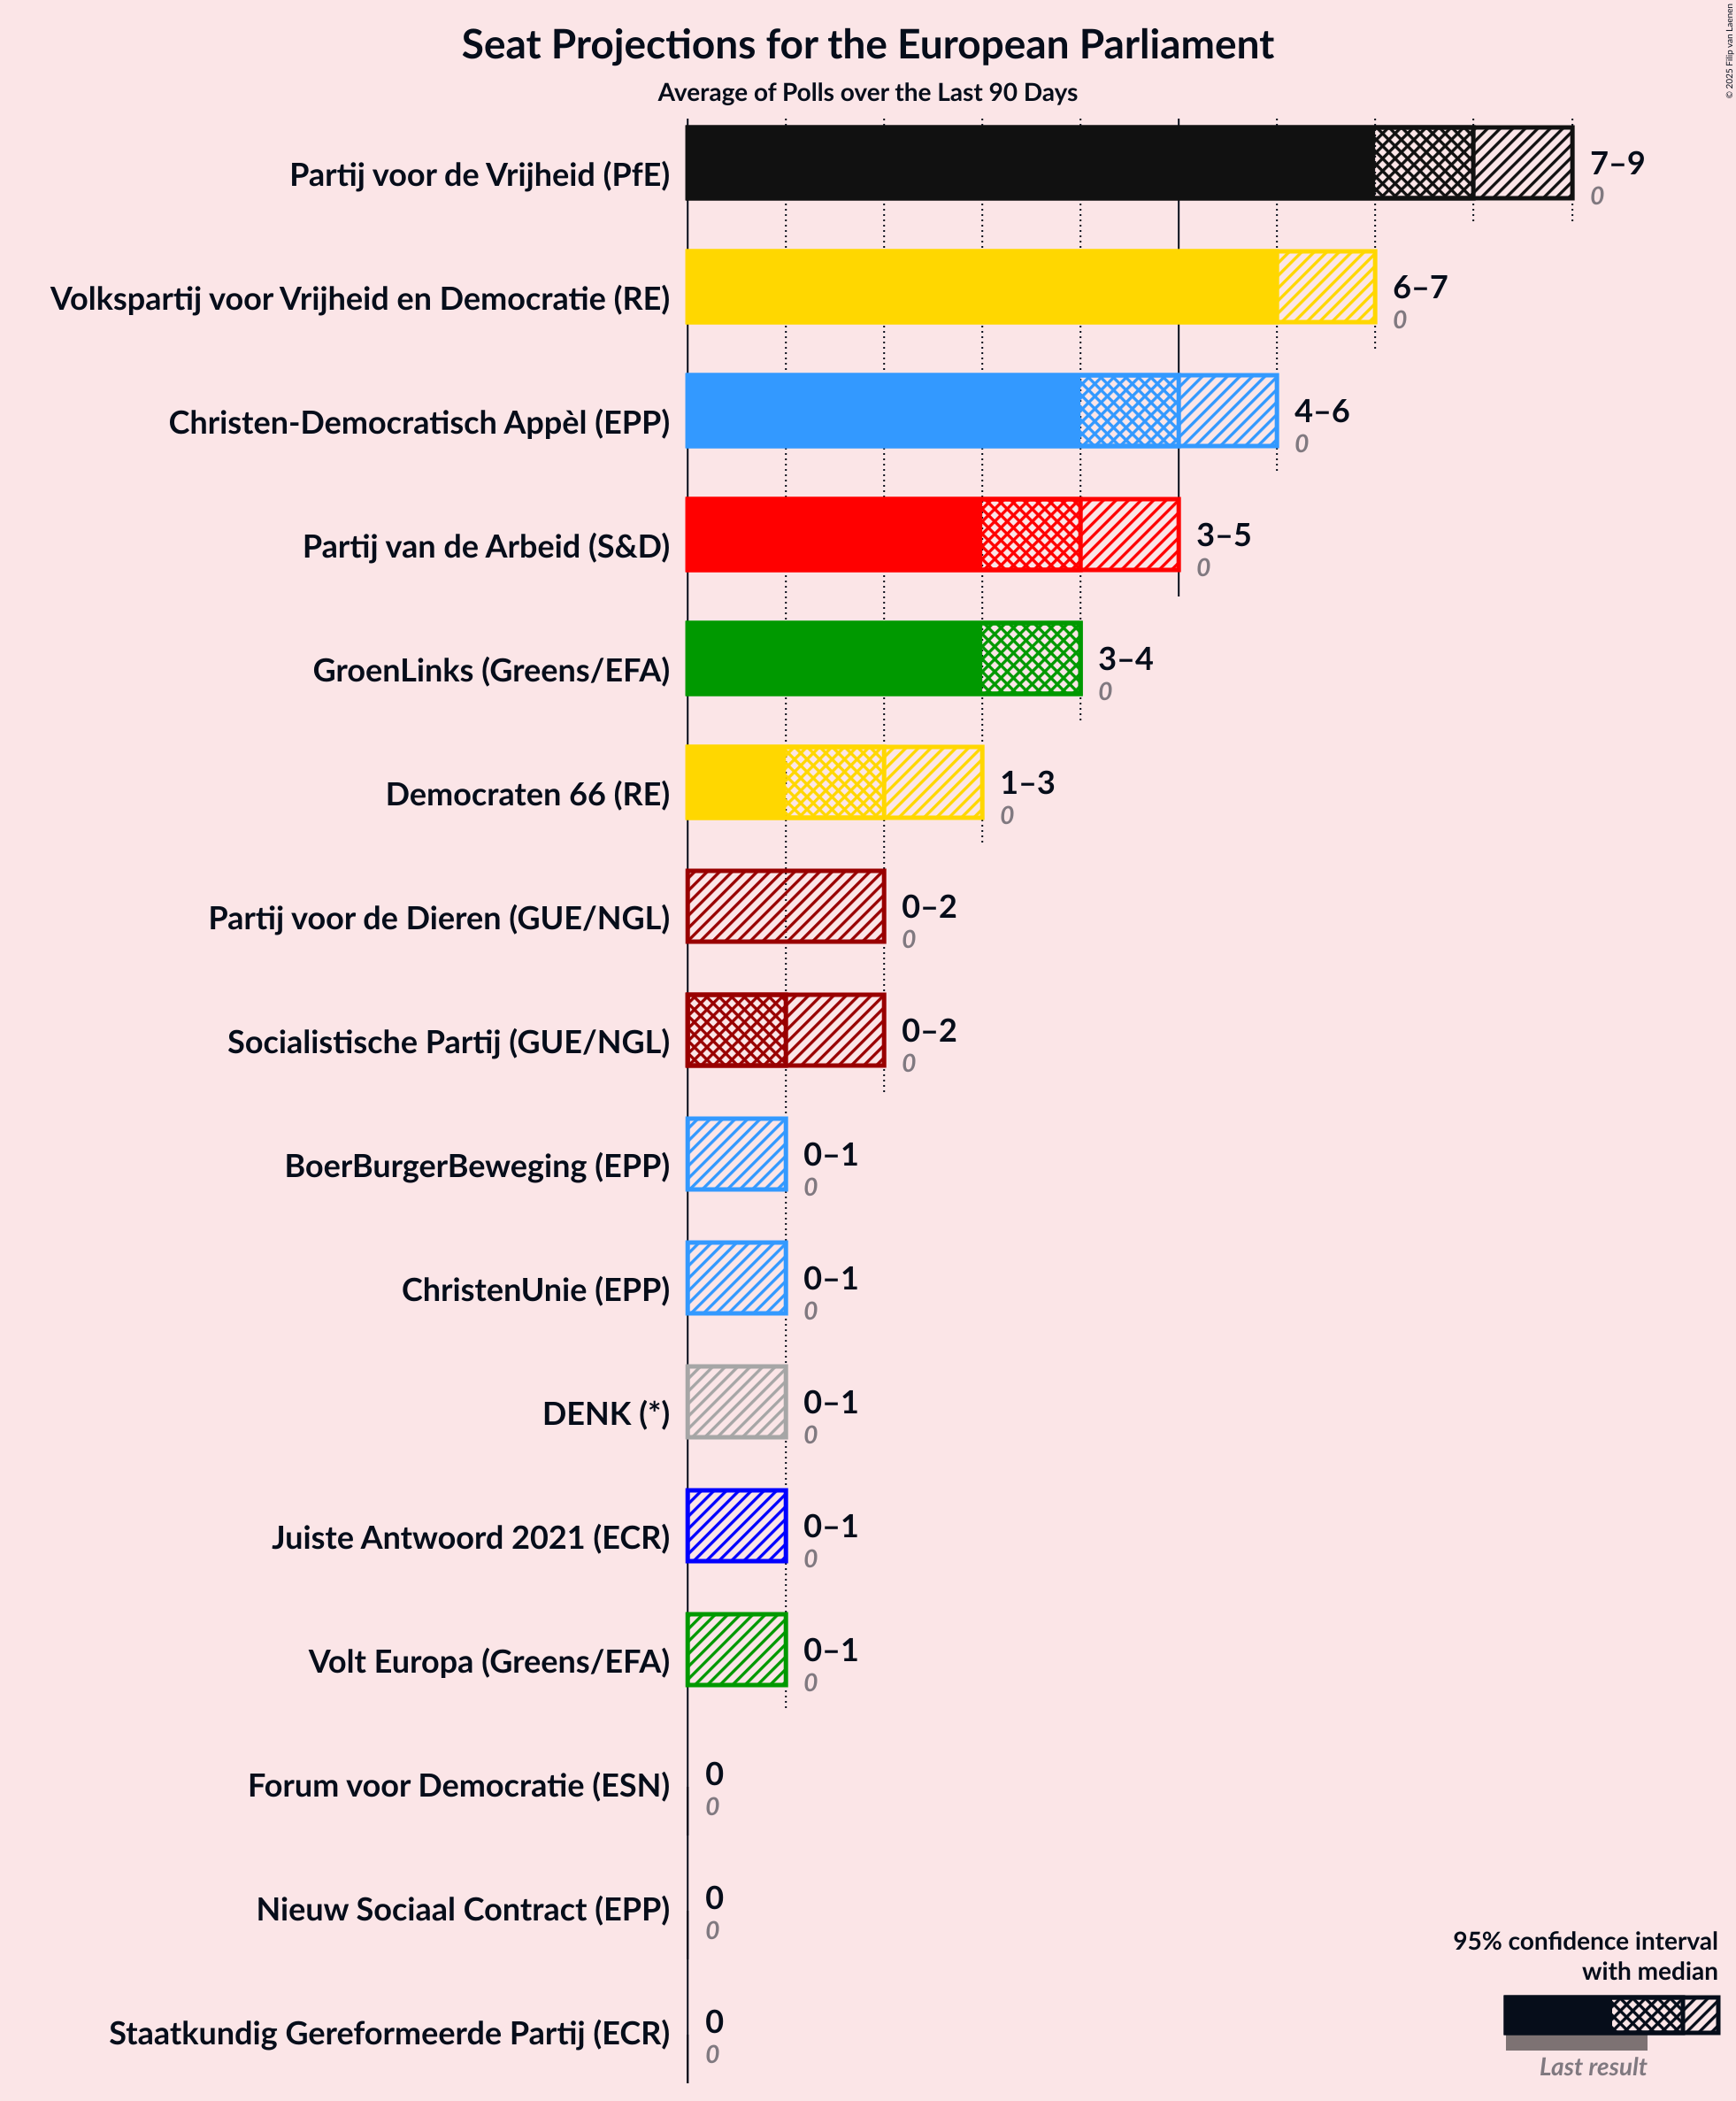 © 2025 Filip van Laenen
Seat Projections for the European Parliament
Average of Polls over the Last 90 Days
Partij voor de Vrijheid (PfE)
7–9
0
Volkspartij voor Vrijheid en Democratie (RE)
6–7
0
Christen-Democratisch Appèl (EPP)
4–6
0
Partij van de Arbeid (S&D)
3–5
0
GroenLinks (Greens/EFA)
3–4
0
Democraten 66 (RE)
1–3
0
Partij voor de Dieren (GUE/NGL)
0–2
0
Socialistische Partij (GUE/NGL)
0–2
0
BoerBurgerBeweging (EPP)
0–1
0
ChristenUnie (EPP)
0–1
0
DENK (*)
0–1
0
Juiste Antwoord 2021 (ECR)
0–1
0
Volt Europa (Greens/EFA)
0–1
0
Forum voor Democratie (ESN)
0
0
Nieuw Sociaal Contract (EPP)
0
0
Staatkundig Gereformeerde Partij (ECR)
0
0
95% confidence interval
with median
Last result